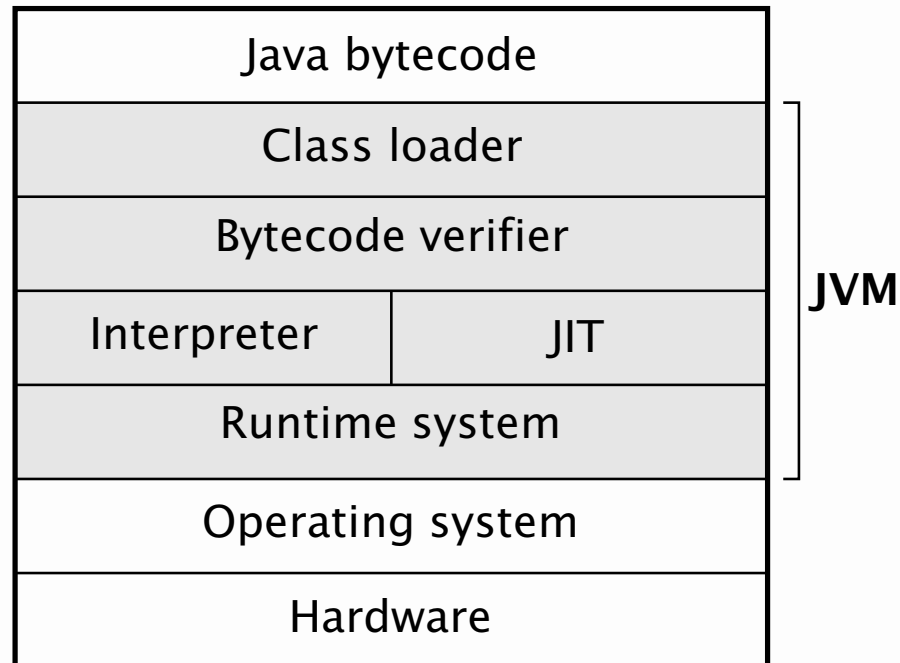 Java bytecode
Class loader
Bytecode verifier
Interpreter JIT
JVM
Runtime system
Operating system
Hardware